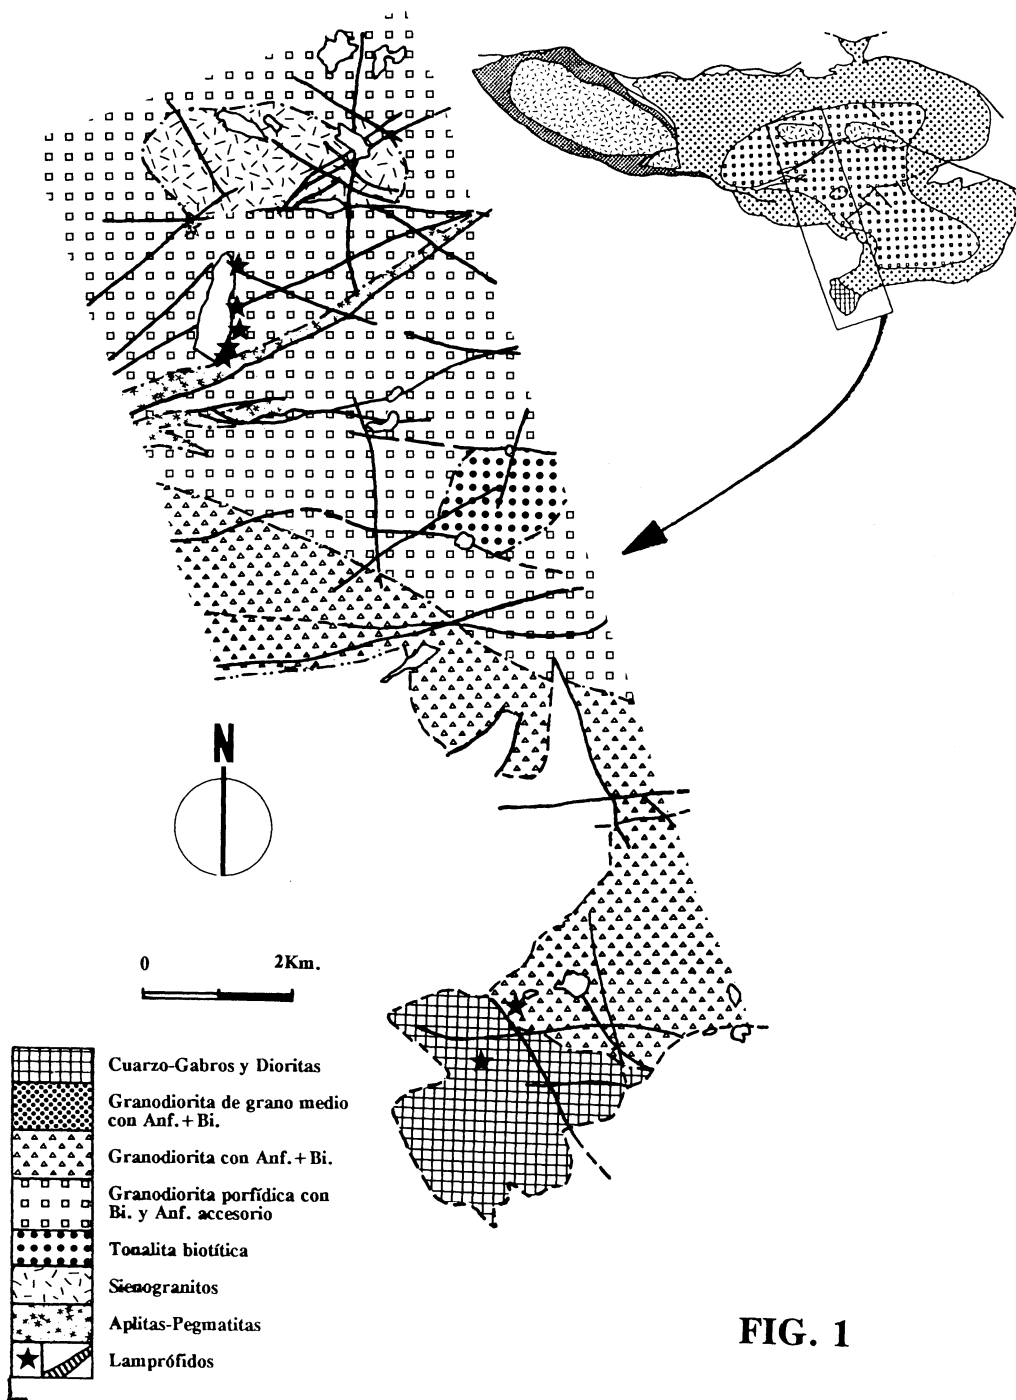 N
0 2Km.
Cuarzo-Gabros y Dioritas
Granodiorita de grano medio
con Anf.+Bi.
Granodiorita con Anf.+Bi.
Granodiorita porfídica con
Bi. y Anf. accesorio
Tonalita biotítica
Sienogranitos
Aplitas-Pegmatitas
Lamprófidos
FIG. 1